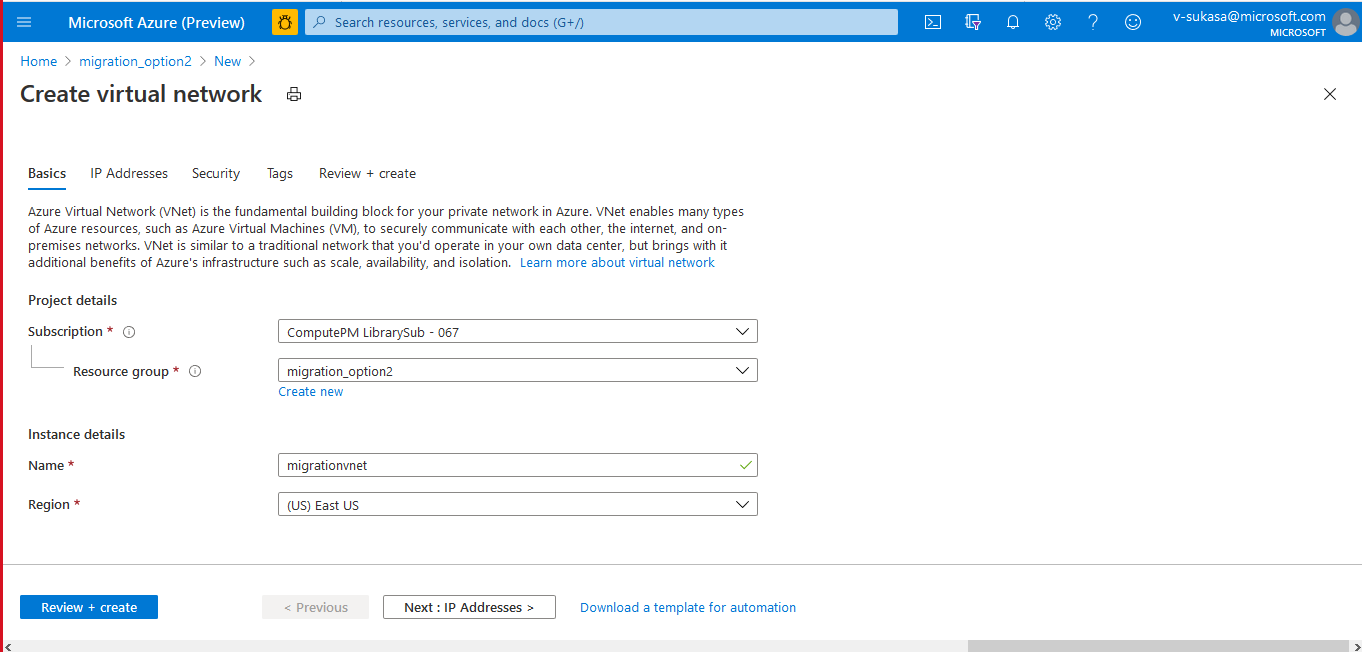 Microsoft Azure (Preview)
Search resources, services, and docs (G+/)
v-sukasa@microsoft.com
MICROSOFT
Home > migration_option2 > New >
Create virtual network
Basics IP Addresses Security Tags Review + create
Azure Virtual Network (VNet) is the fundamental building block for your private network in Azure. VNet enables many types
of Azure resources, such as Azure Virtual Machines (VM), to securely communicate with each other, the internet, and on-
premises networks. VNet is similar to a traditional network that you'd operate in your own data center, but brings with it
additional benefits of Azure's infrastructure such as scale, availability, and isolation. Learn more about virtual network
Project details
Subscription * ComputePM LibrarySub - 067
Resource group * migration_option2
Create new
Instance details
Name * migrationvnet
Region * (US) East US
Review + create < Previous Next : IP Addresses > Download a template for automation